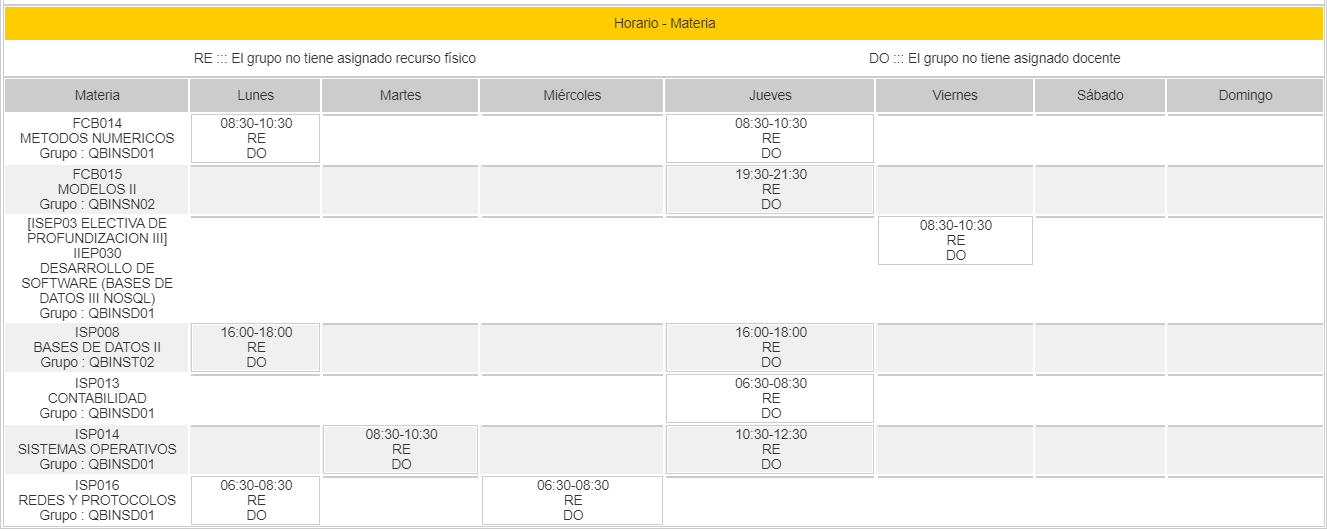 Horario - Materia
RE ::: El grupo no tiene asignado recurso físico DO ::: El grupo no tiene asignado docente
Materia Lunes Martes Miércoles Jueves Viernes Sábado Domingo
FCB014 08:30-10:30 08:30-10:30
METODOS NUMERICOS RE RE
Grupo : QBINSD01 DO DO
FCB015 19:30-21:30
MODELOS II RE
Grupo : QBINSN02 DO
[ISEP03 ELECTIVA DE 08:30-10:30
PROFUNDIZACION III] RE
IIEP030 DO
DESARROLLO DE
SOFTWARE (BASES DE
DATOS III NOSQL)
Grupo : QBINSD01
ISP008 16:00-18:00 16:00-18:00
BASES DE DATOS II RE RE
Grupo : QBINST02 DO DO
ISP013 06:30-08:30
CONTABILIDAD RE
Grupo : QBINSD01 DO
ISP014 08:30-10:30 10:30-12:30
SISTEMAS OPERATIVOS RE RE
Grupo : QBINSD01 DO DO
ISP016 06:30-08:30 06:30-08:30
REDES Y PROTOCOLOS RE RE
Grupo : QBINSD01 DO DO